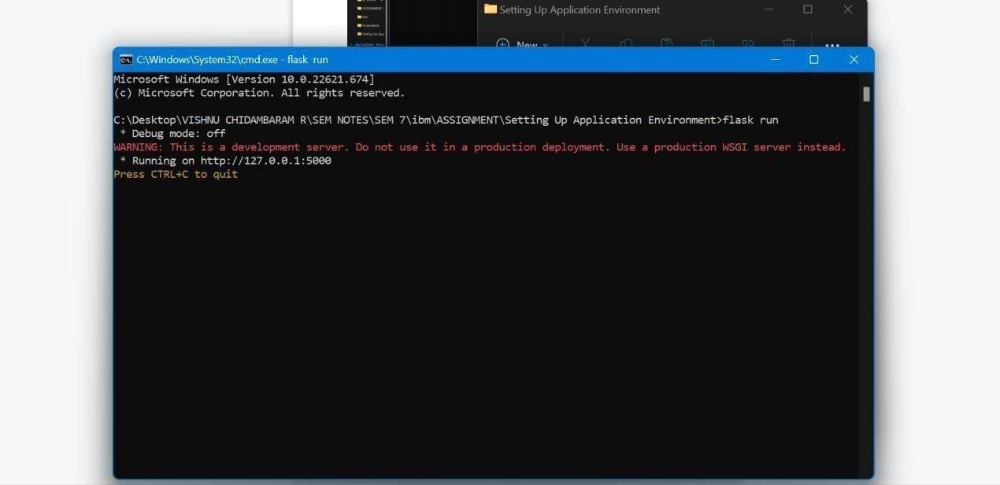 Setting Up Application Environment
New
C:\Windows\System32\cmd.exe - flask  run
Microsoft Windows [Version 10.0.22621.674]
(c) Microsoft Corporation. All rights reserved.
C:\Desktop\VISHNU CHIDAMBARAM R\SEM NOTES\SEM 7\ibm\ASSIGNMENT\Setting Up Application Environment>flask run
 * Debug mode: off
WARNING: This is a development server. Do not use it in a production deployment. Use a production WSGI server instead.
 * Running on http://127.0.0.1:5000
Press CTRL+C to quit